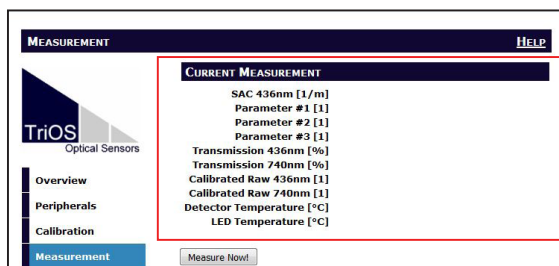 MEASUREMENT HELP
TriOS
Optical Sensors
Overview
Peripherals
Calibration
Measurement
CURRENT MEASUREMENT
SAC 436nm [1/m]
Parameter #1 [1]
Parameter #2 [1]
Parameter #3 [1]
Transmission 436nm [%]
Transmission 740nm [%]
Calibrated Raw 436nm [1]
Calibrated Raw 740nm [1]
Detector Temperature [°C]
LED Temperature [°C]
Measure Now!